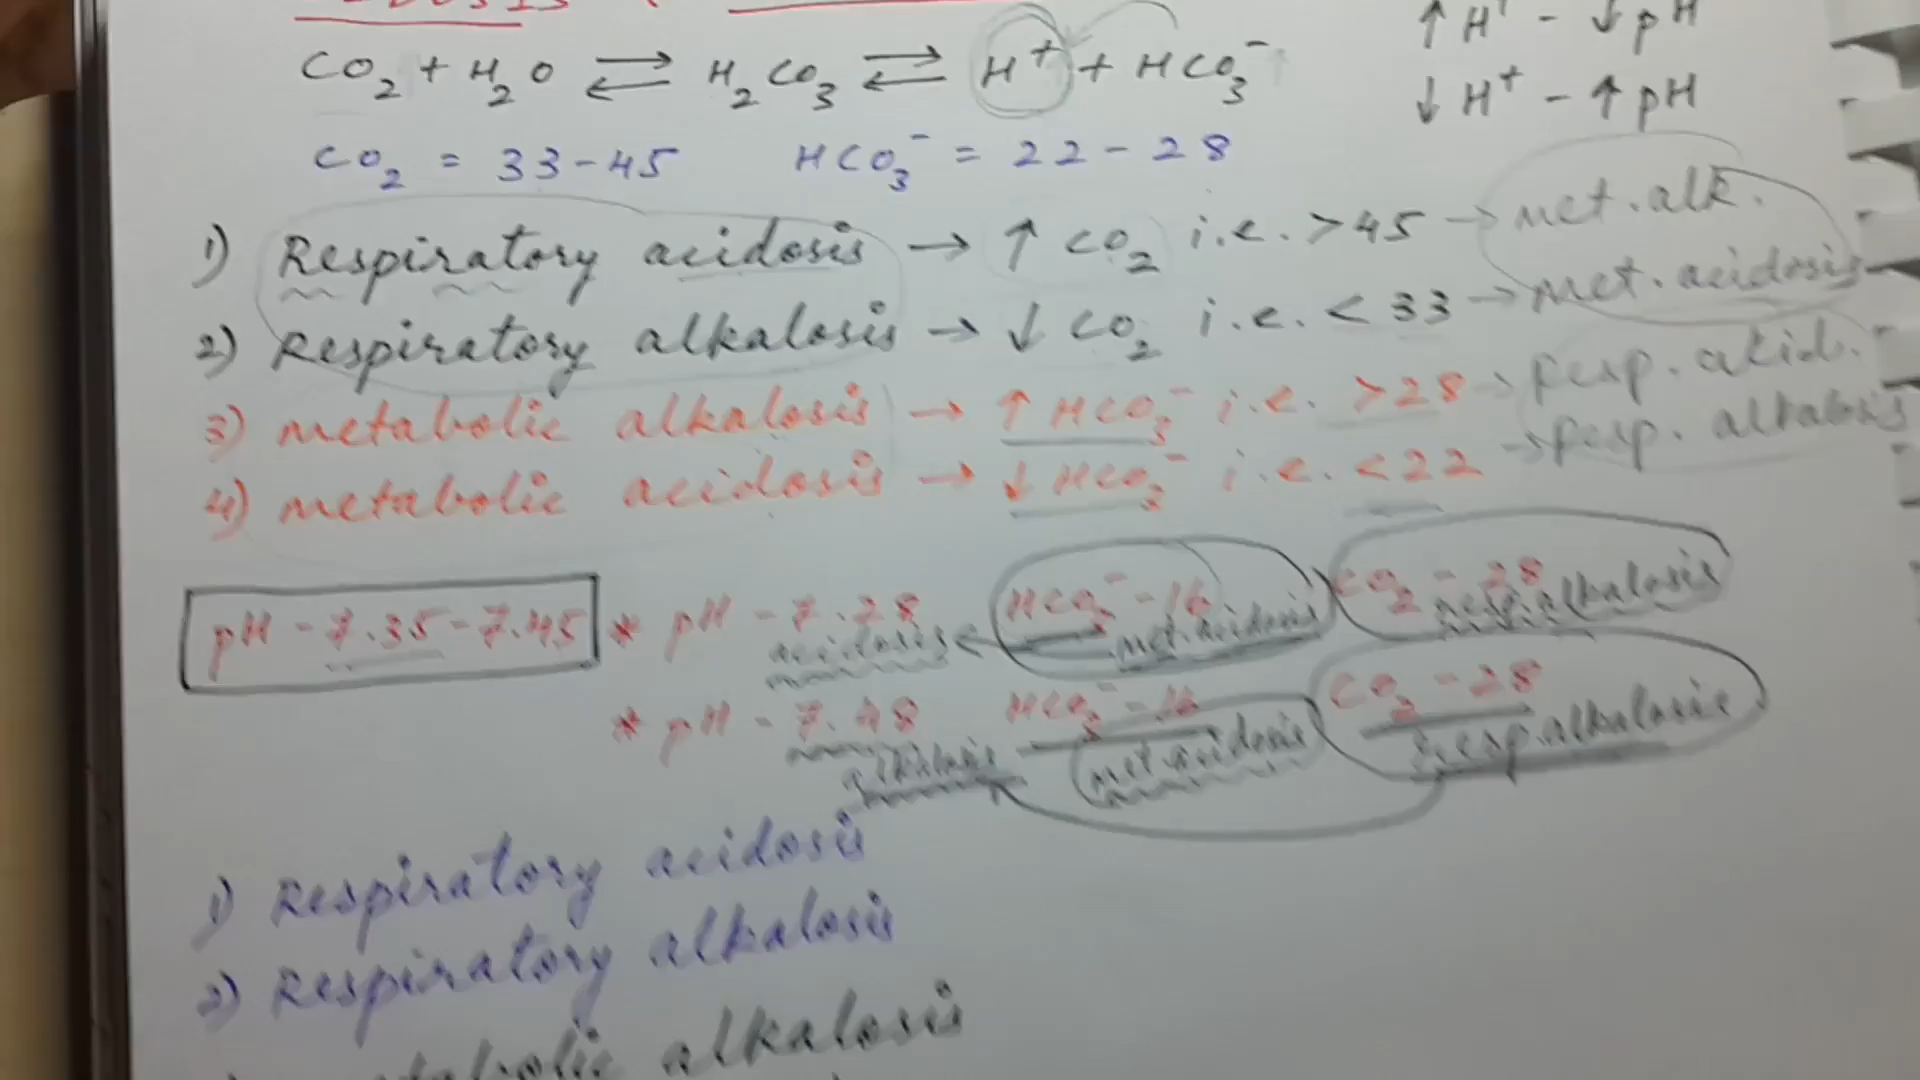 CO₂ + H₂O ⇌ H₂CO₃ ⇌ H⁺ + HCO₃⁻
↑ H⁺ - ↓ pH
↓ H⁺ - ↑ pH
CO₂ = 33-45 HCO₃⁻ = 22-28
1) Respiratory acidosis → ↑ CO₂ i.e. >45 → met.alk.
2) Respiratory alkalosis → ↓ CO₂ i.e. <33 → met. acidosis
3) metabolic alkalosis → ↑ HCO₃⁻ i.e. >28 → Resp. acid.
4) metabolic acidosis → ↓ HCO₃⁻ i.e. <22 → Resp. alkalosis
pH - 7.35-7.45 * pH - 7.28 HCO₃⁻ - 16 CO₂ - 28
acidosis ← met.acidosis resp.alkalosis
* pH - 7.48 HCO₃⁻ - 16 CO₂ - 28
alkalosis met.acidosis resp.alkalosis
1) Respiratory acidosis
2) Respiratory alkalosis
metabolic alkalosis